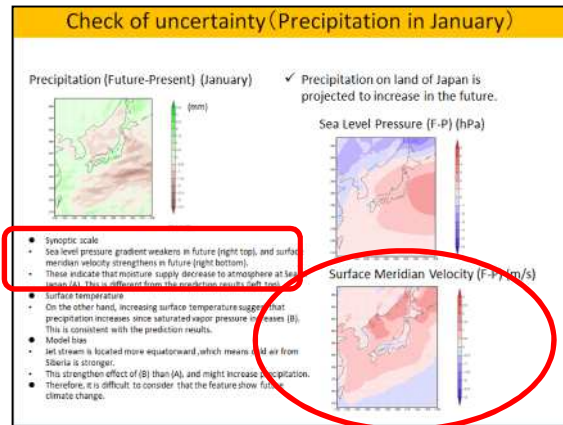 Check of uncertainty(Precipitation in January)
Precipitation (Future-Present) (January)
(mm)
✓ Precipitation on land of Japan is
projected to increase in the future.
Sea Level Pressure (F-P) (hPa)
● Synoptic scale
• Sea level pressure gradient weakens in future (right top), and surface
meridian velocity strengthens in future (right bottom).
• These indicate that moisture supply decrease to atmosphere at Sea
Japan (A). This is different from the prediction results (left top).
● Surface temperature
• On the other hand, increasing surface temperature suggest that
precipitation increases since saturated vapor pressure increases (B).
This is consistent with the prediction results.
● Model bias
• Jet stream is located more equatorward ,which means cold air from
Siberia is stronger.
• This strengthen effect of (B) than (A), and might increase precipitation.
● Therefore, it is difficult to consider that the feature show future
climate change.
Surface Meridian Velocity (F-P) (m/s)